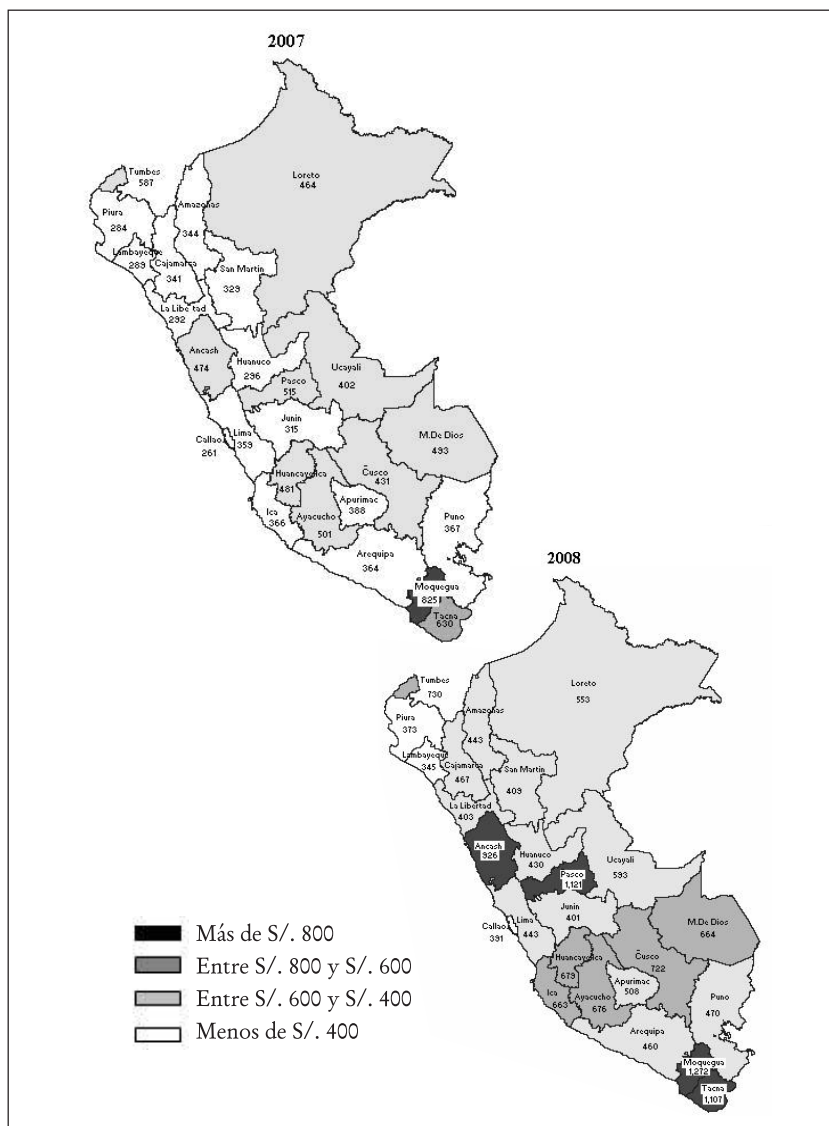 2007
Tumbes
587
Loreto
464
Amazoñas
344
Piura
284
Lambayeque
289
Cajamarca
341
San Martin
329
La Libertad
292
Ancash
474
Huanuco
296
Ucayali
402
Pasco
515
Junin
315
Lima
359
Callao
261
M.De Dios
493
Huancavelica
481
Cusco
431
Apurimac
388
Ica
366
Ayacucho
501
Puno
367
Arequipa
364
Moquegua
825
Tacna
630
2008
Tumbes
730
Loreto
553
Amazoñas
443
Piura
373
Lambayeque
345
Cajamarca
467
San Martin
409
La Libertad
403
Ancash
926
Huanuco
430
Ucayali
593
Pasco
1,121
Junin
401
Lima
443
Callao
391
M.De Dios
664
Huancavelica
679
Cusco
722
Apurimac
508
Ica
663
Ayacucho
676
Puno
470
Arequipa
460
Moquegua
1,272
Tacna
1,107
Más de S/. 800
Entre S/. 800 y S/. 600
Entre S/. 600 y S/. 400
Menos de S/. 400